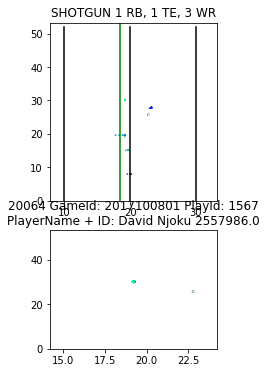 SHOTGUN 1 RB, 1 TE, 3 WR
50
40
30
20
10
0
10 20 30
20064 GameId: 2017100801 PlayId: 1567
PlayerName + ID: David Njoku 2557986.0
40
20
0
15.0 17.5 20.0 22.5